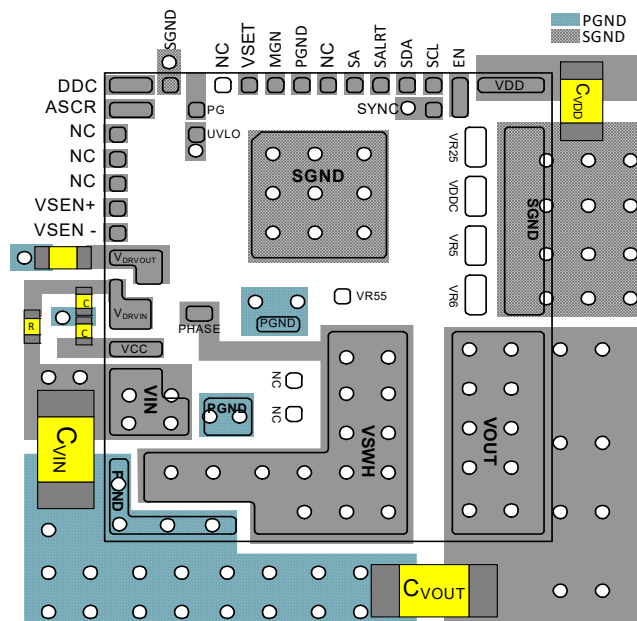 PGND
SGND
SGND
NC
VSET
MGN
PGND
NC
SA
SALRT
SDA
SCL
EN
DDC
VDD
CVDD
ASCR
PG
SYNC
NC
UVLO
VR25
NC
SGND
NC
VDDC
VSEN+
SGND
VSEN -
VDRVOUT
VR5
C
VDRVIN
VR55
VR6
R
C
PHASE
PGND
VCC
VIN
NC
PGND
NC
VSWH
VOUT
CVIN
PGND
CVOUT